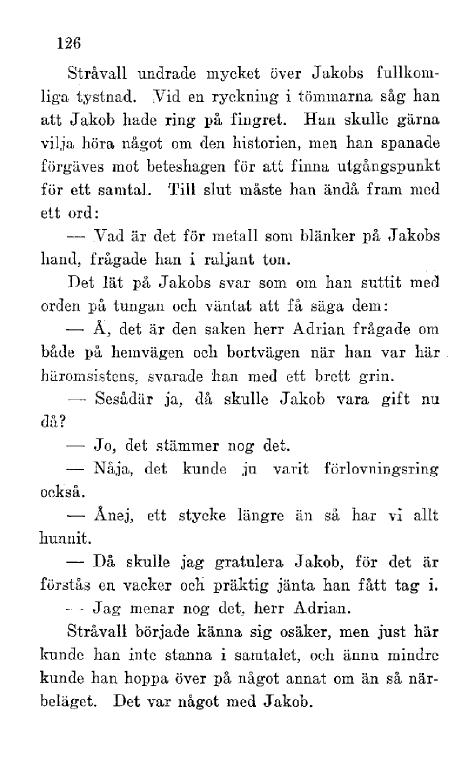 126
Stråvall undrade mycket över Jakobs fullkom-
liga tystnad. Vid en ryckning i tömmarna såg han
att Jakob hade ring på fingret. Han skulle gärna
vilja höra något om den historien, men han spanade
förgäves mot beteshagen för att finna utgångspunkt
för ett samtal. Till slut måste han ändå fram med
ett ord:
— Vad är det för metall som blänker på Jakobs
hand, frågade han i raljant ton.
Det lät på Jakobs svar som om han suttit med
orden på tungan och väntat att få säga dem:
— Å, det är den saken herr Adrian frågade om
både på hemvägen och bortvägen när han var här
häromsistens, svarade han med ett brett grin.
— Sesådär ja, då skulle Jakob vara gift nu
då?
— Jo, det stämmer nog det.
— Nåja, det kunde ju varit förlovningsring
också.
— Ånej, ett stycke längre än så har vi allt
hunnit.
— Då skulle jag gratulera Jakob, för det är
förstås en vacker och präktig jänta han fått tag i.
— Jag menar nog det, herr Adrian.
Stråvall började känna sig osäker, men just här
kunde han inte stanna i samtalet, och ännu mindre
kunde han hoppa över på något annat om än så när-
beläget. Det var något med Jakob.